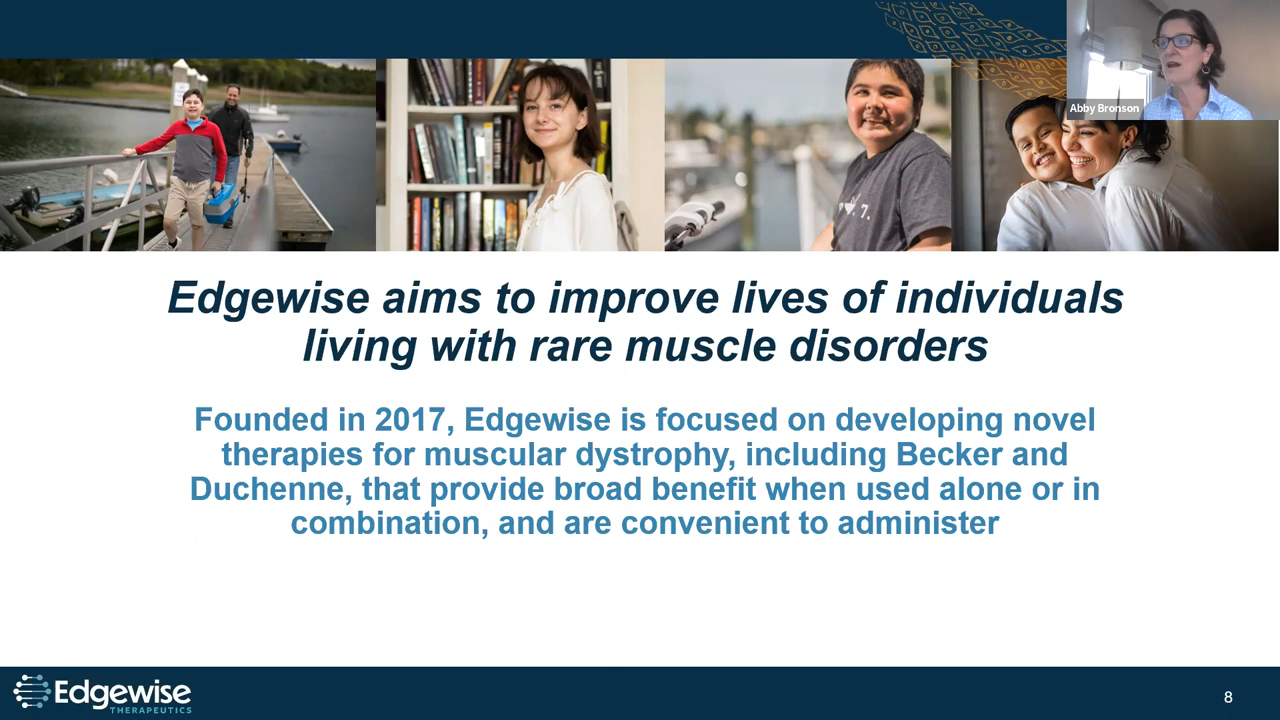 Abby Bronson
7.
Edgewise aims to improve lives of individuals
living with rare muscle disorders
Founded in 2017, Edgewise is focused on developing novel
therapies for muscular dystrophy, including Becker and
Duchenne, that provide broad benefit when used alone or in
combination, and are convenient to administer
Edgewise
THERAPEUTICS
8